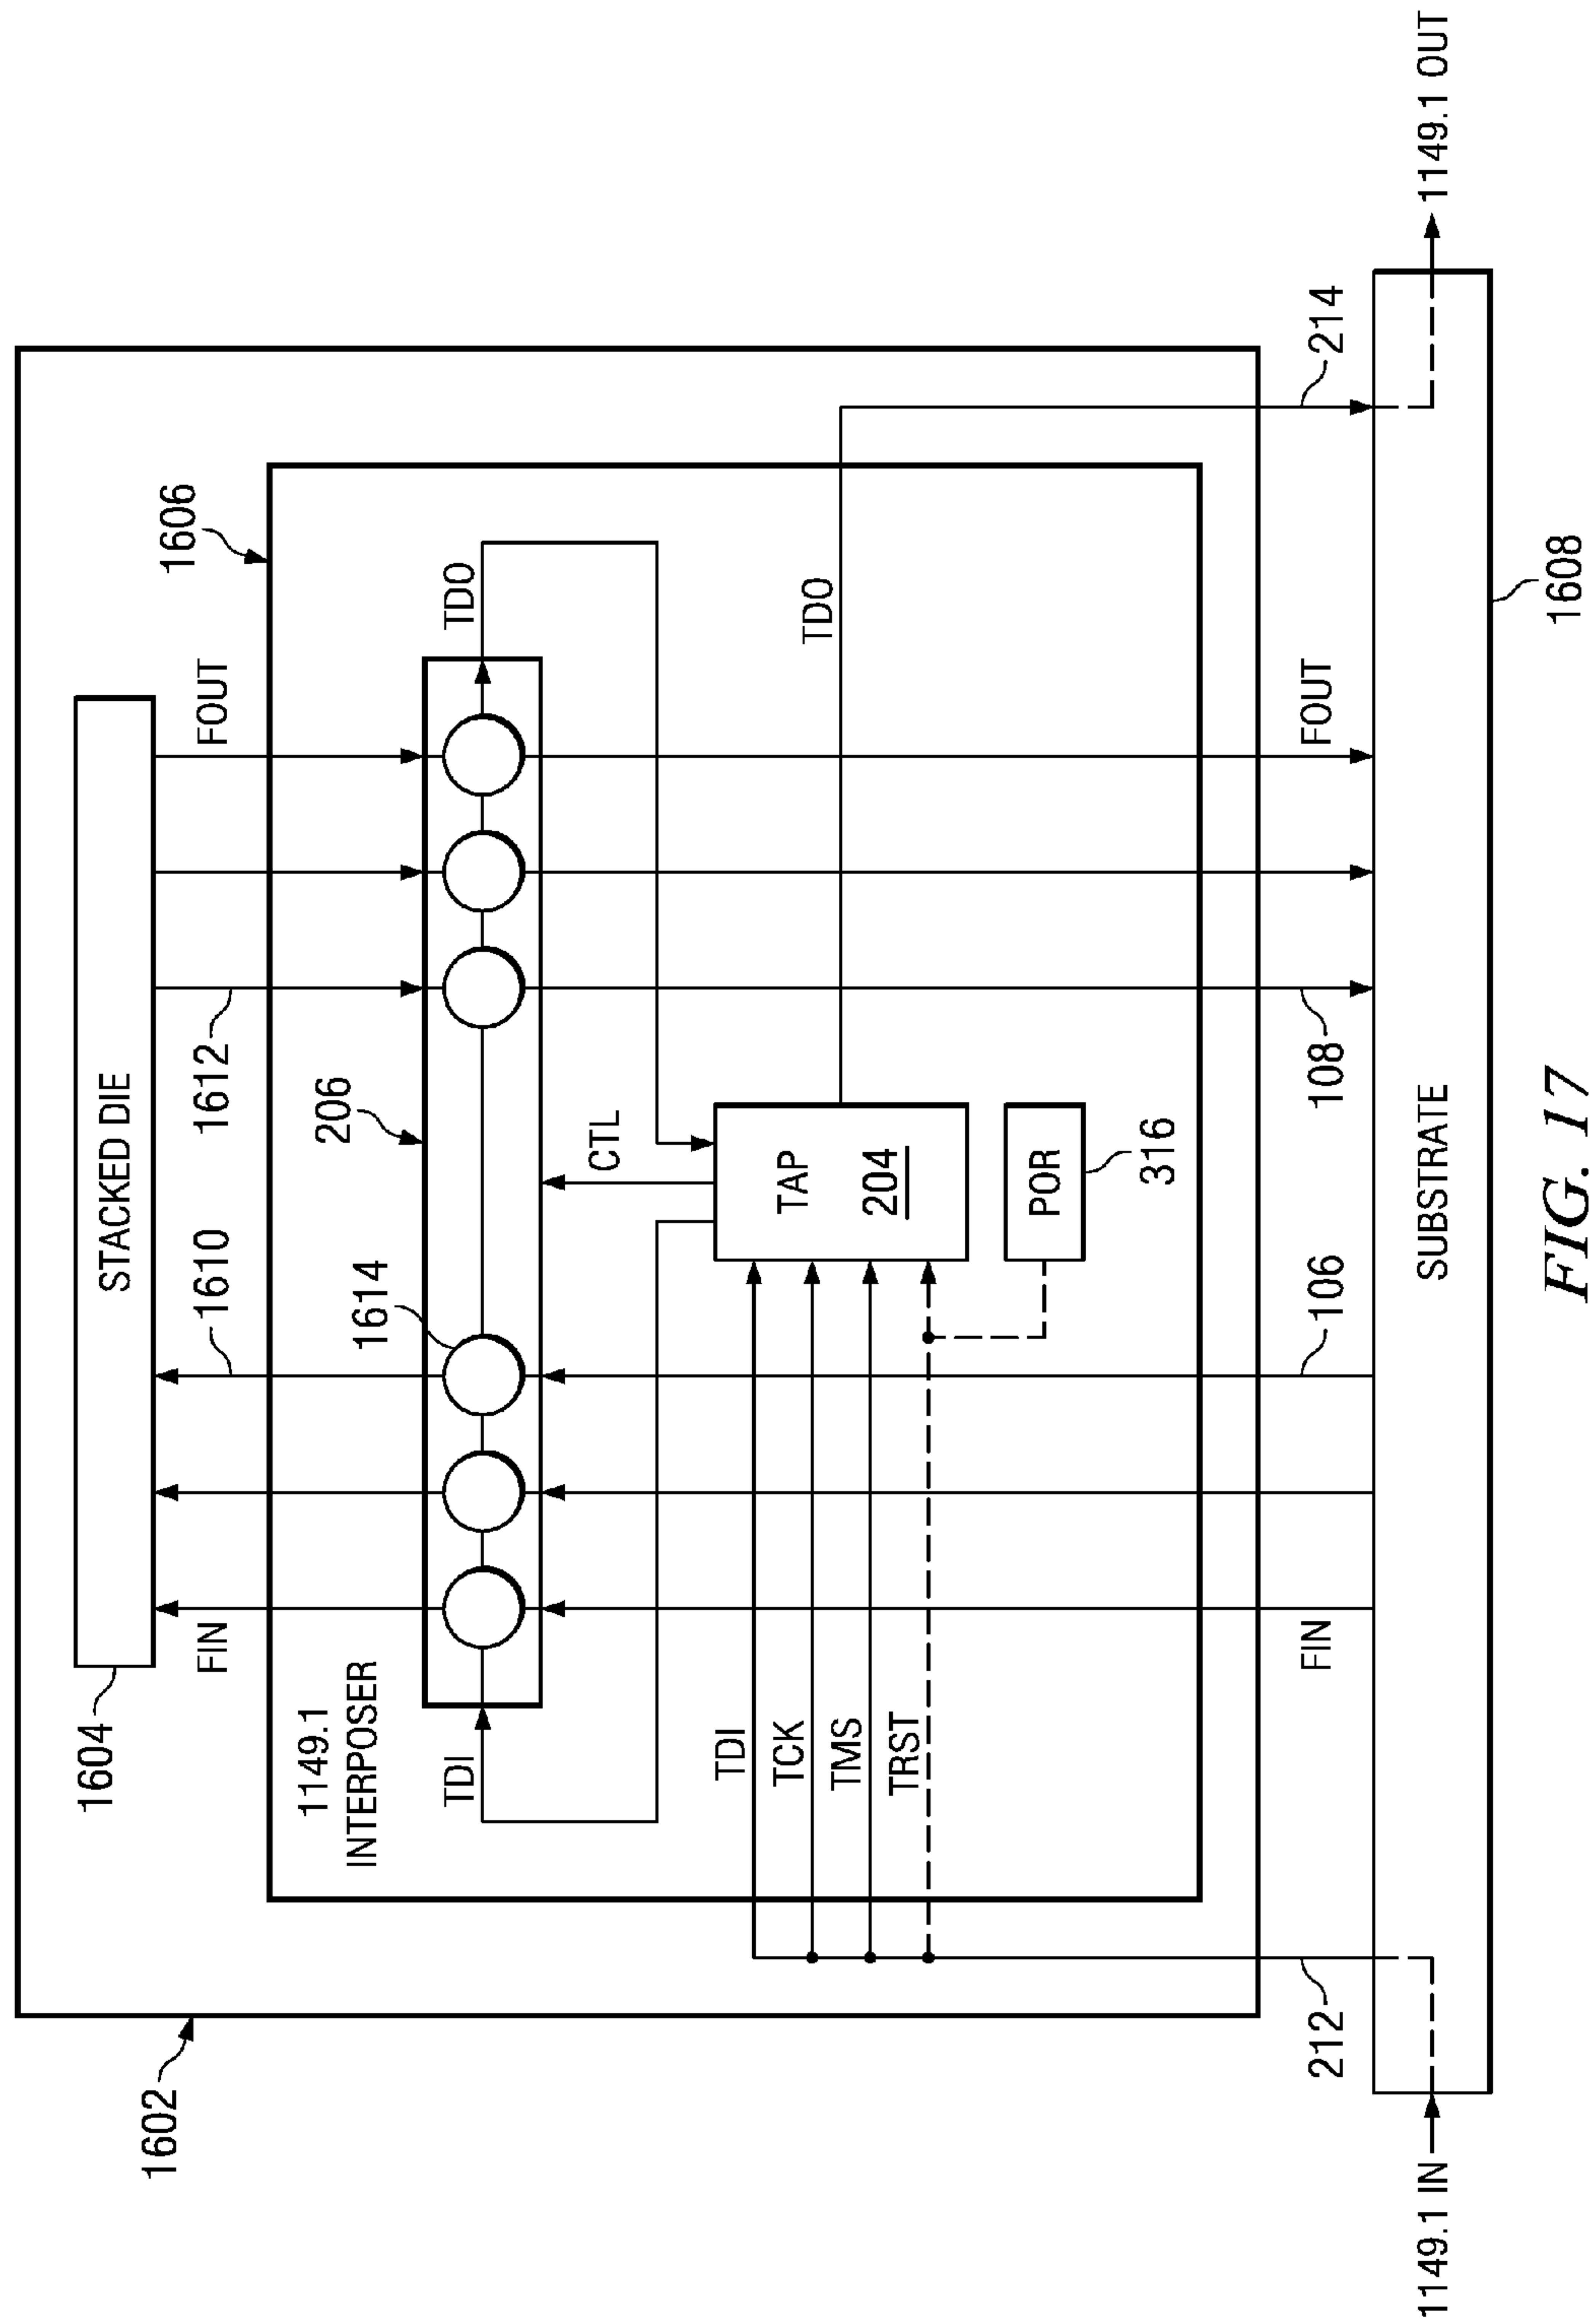 1602
1604
STACKED DIE
1606
FIN
1610
1612
FOUT
1149.1
INTERPOSER
1614
206
TDI
TDO
CTL
TDI
TCK
TMS
TRST
TAP
204
POR
316
TDO
212
FIN
106
108
FOUT
214
1149.1 IN
SUBSTRATE
1149.1 OUT
1608
FIG. 17